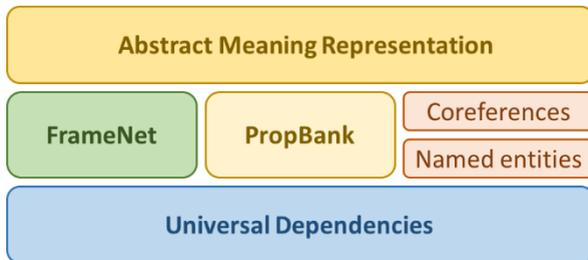 Abstract Meaning Representation
FrameNet
PropBank
Coreferences
Named entities
Universal Dependencies